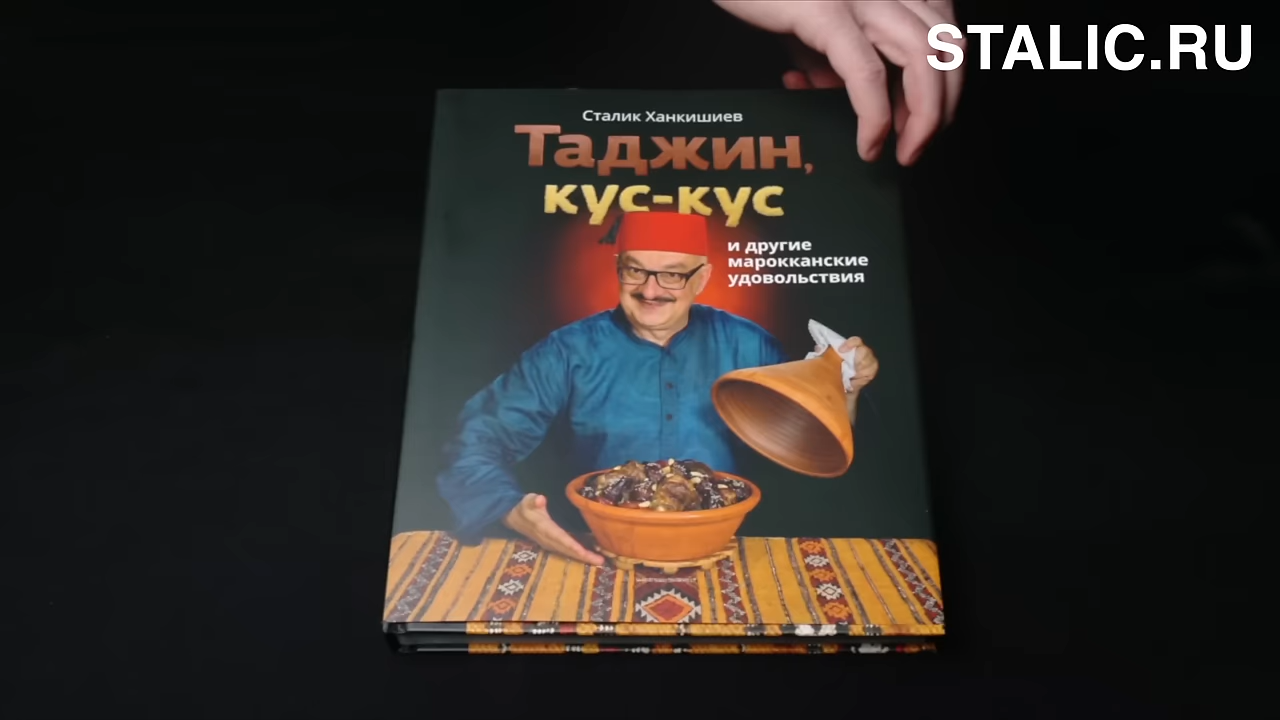 STALIC.RU
Сталик Ханкишиев
Таджин,
кус-кус
и другие
марокканские
удовольствия